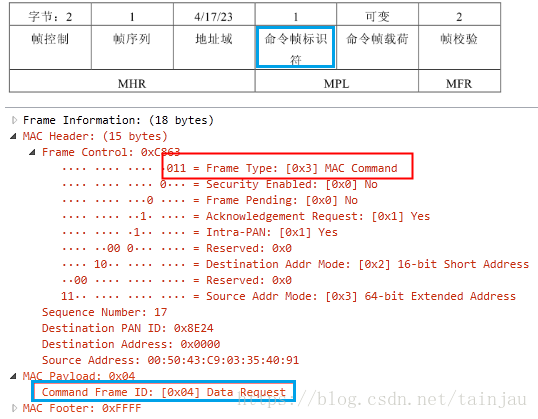 字节：2 1 4/17/23 1 可变 2
帧控制 帧序列 地址域 命令帧标识符 命令帧载荷 帧校验
MHR MPL MFR
Frame Information: (18 bytes)
MAC Header: (15 bytes)
Frame Control: 0xC863
···· ···· ···· ·011 = Frame Type: [0x3] MAC Command
···· ···· ···· 0··· = Security Enabled: [0x0] No
···· ···· ···0 ···· = Frame Pending: [0x0] No
···· ···· ··1· ···· = Acknowledgement Request: [0x1] Yes
···· ···· ·1·· ···· = Intra-PAN: [0x1] Yes
···· ··00 0··· ···· = Reserved: 0x0
···· 10·· ···· ···· = Destination Addr Mode: [0x2] 16-bit Short Address
··00 ···· ···· ···· = Reserved: 0x0
11·· ···· ···· ···· = Source Addr Mode: [0x3] 64-bit Extended Address
Sequence Number: 17
Destination PAN ID: 0x8E24
Destination Address: 0x0000
Source Address: 00:50:43:C9:03:35:40:91
MAC Payload: 0x04
Command Frame ID: [0x04] Data Request
https://blog.csdn.net/tainjau
MAC Footer: 0xFFFF